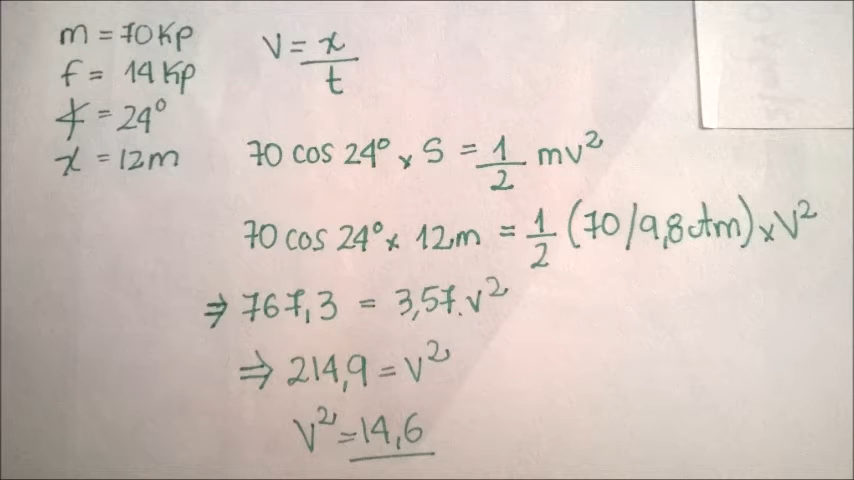 m = 70 Kp
f = 14 Kp
∡ = 24°
x = 12m
V = x/t
70 cos 24° x S = 1/2 mv²
70 cos 24° x 12m = 1/2 (70/9,8 utm) x V²
⇒ 767,3 = 3,57. v²
⇒ 214,9 = v²
V² = 14,6